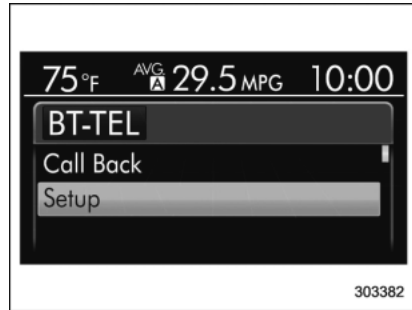 75°F AVG. A 29.5 MPG 10:00
BT-TEL
Call Back
Setup
303382